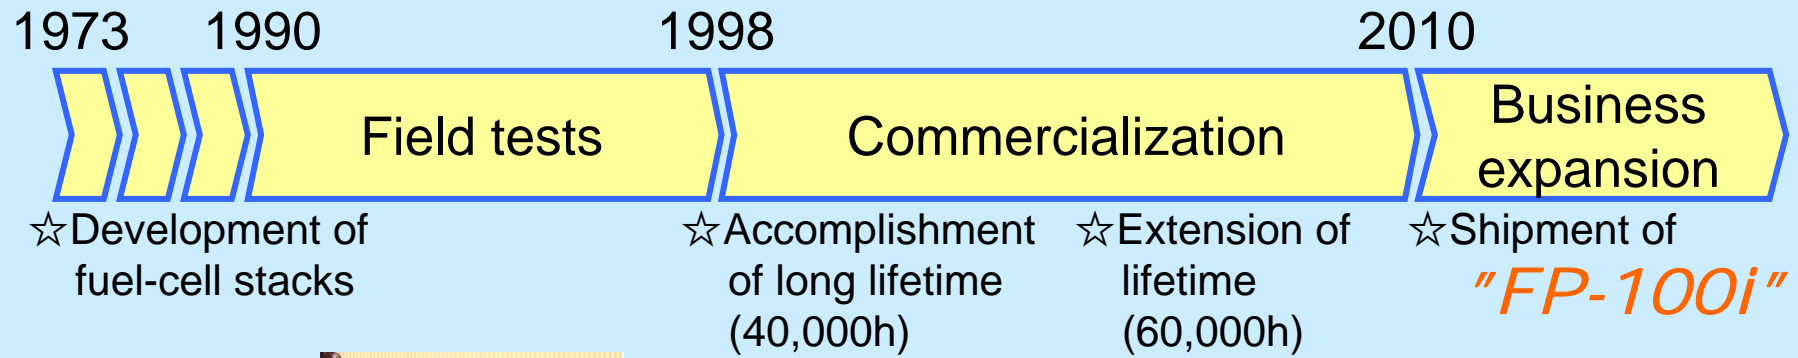 1973 1990 1998 2010
Field tests
Commercialization
Business
expansion
☆Development of
fuel-cell stacks
☆Accomplishment
of long lifetime
(40,000h)
☆Extension of
lifetime
(60,000h)
☆Shipment of
"FP-100i"